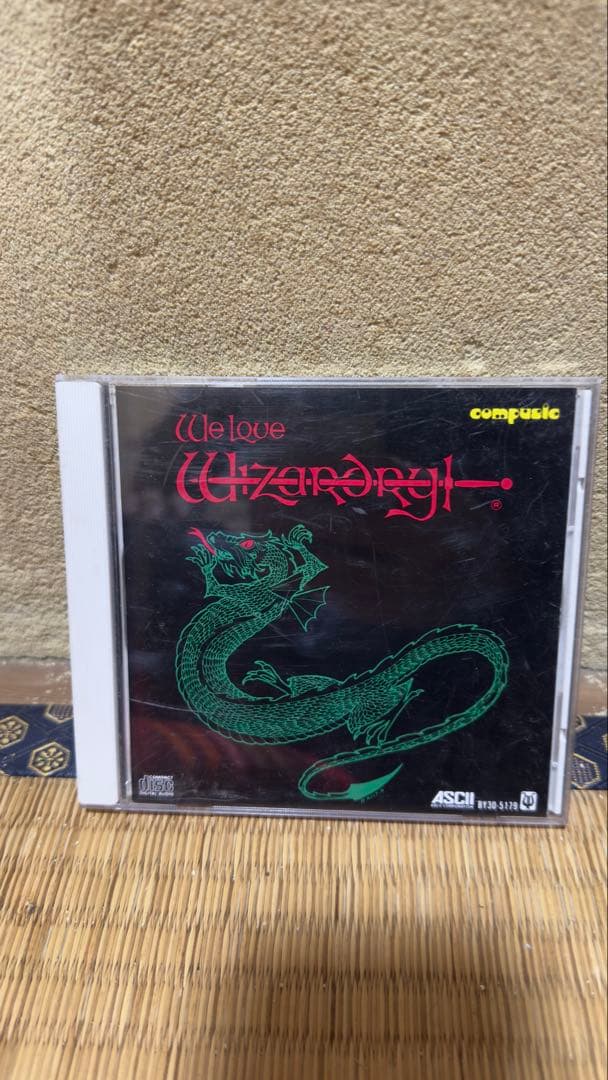 compusic
We love
Wizardry
®
COMPACT
disc
DIGITAL AUDIO
ASCII
BY30-5179